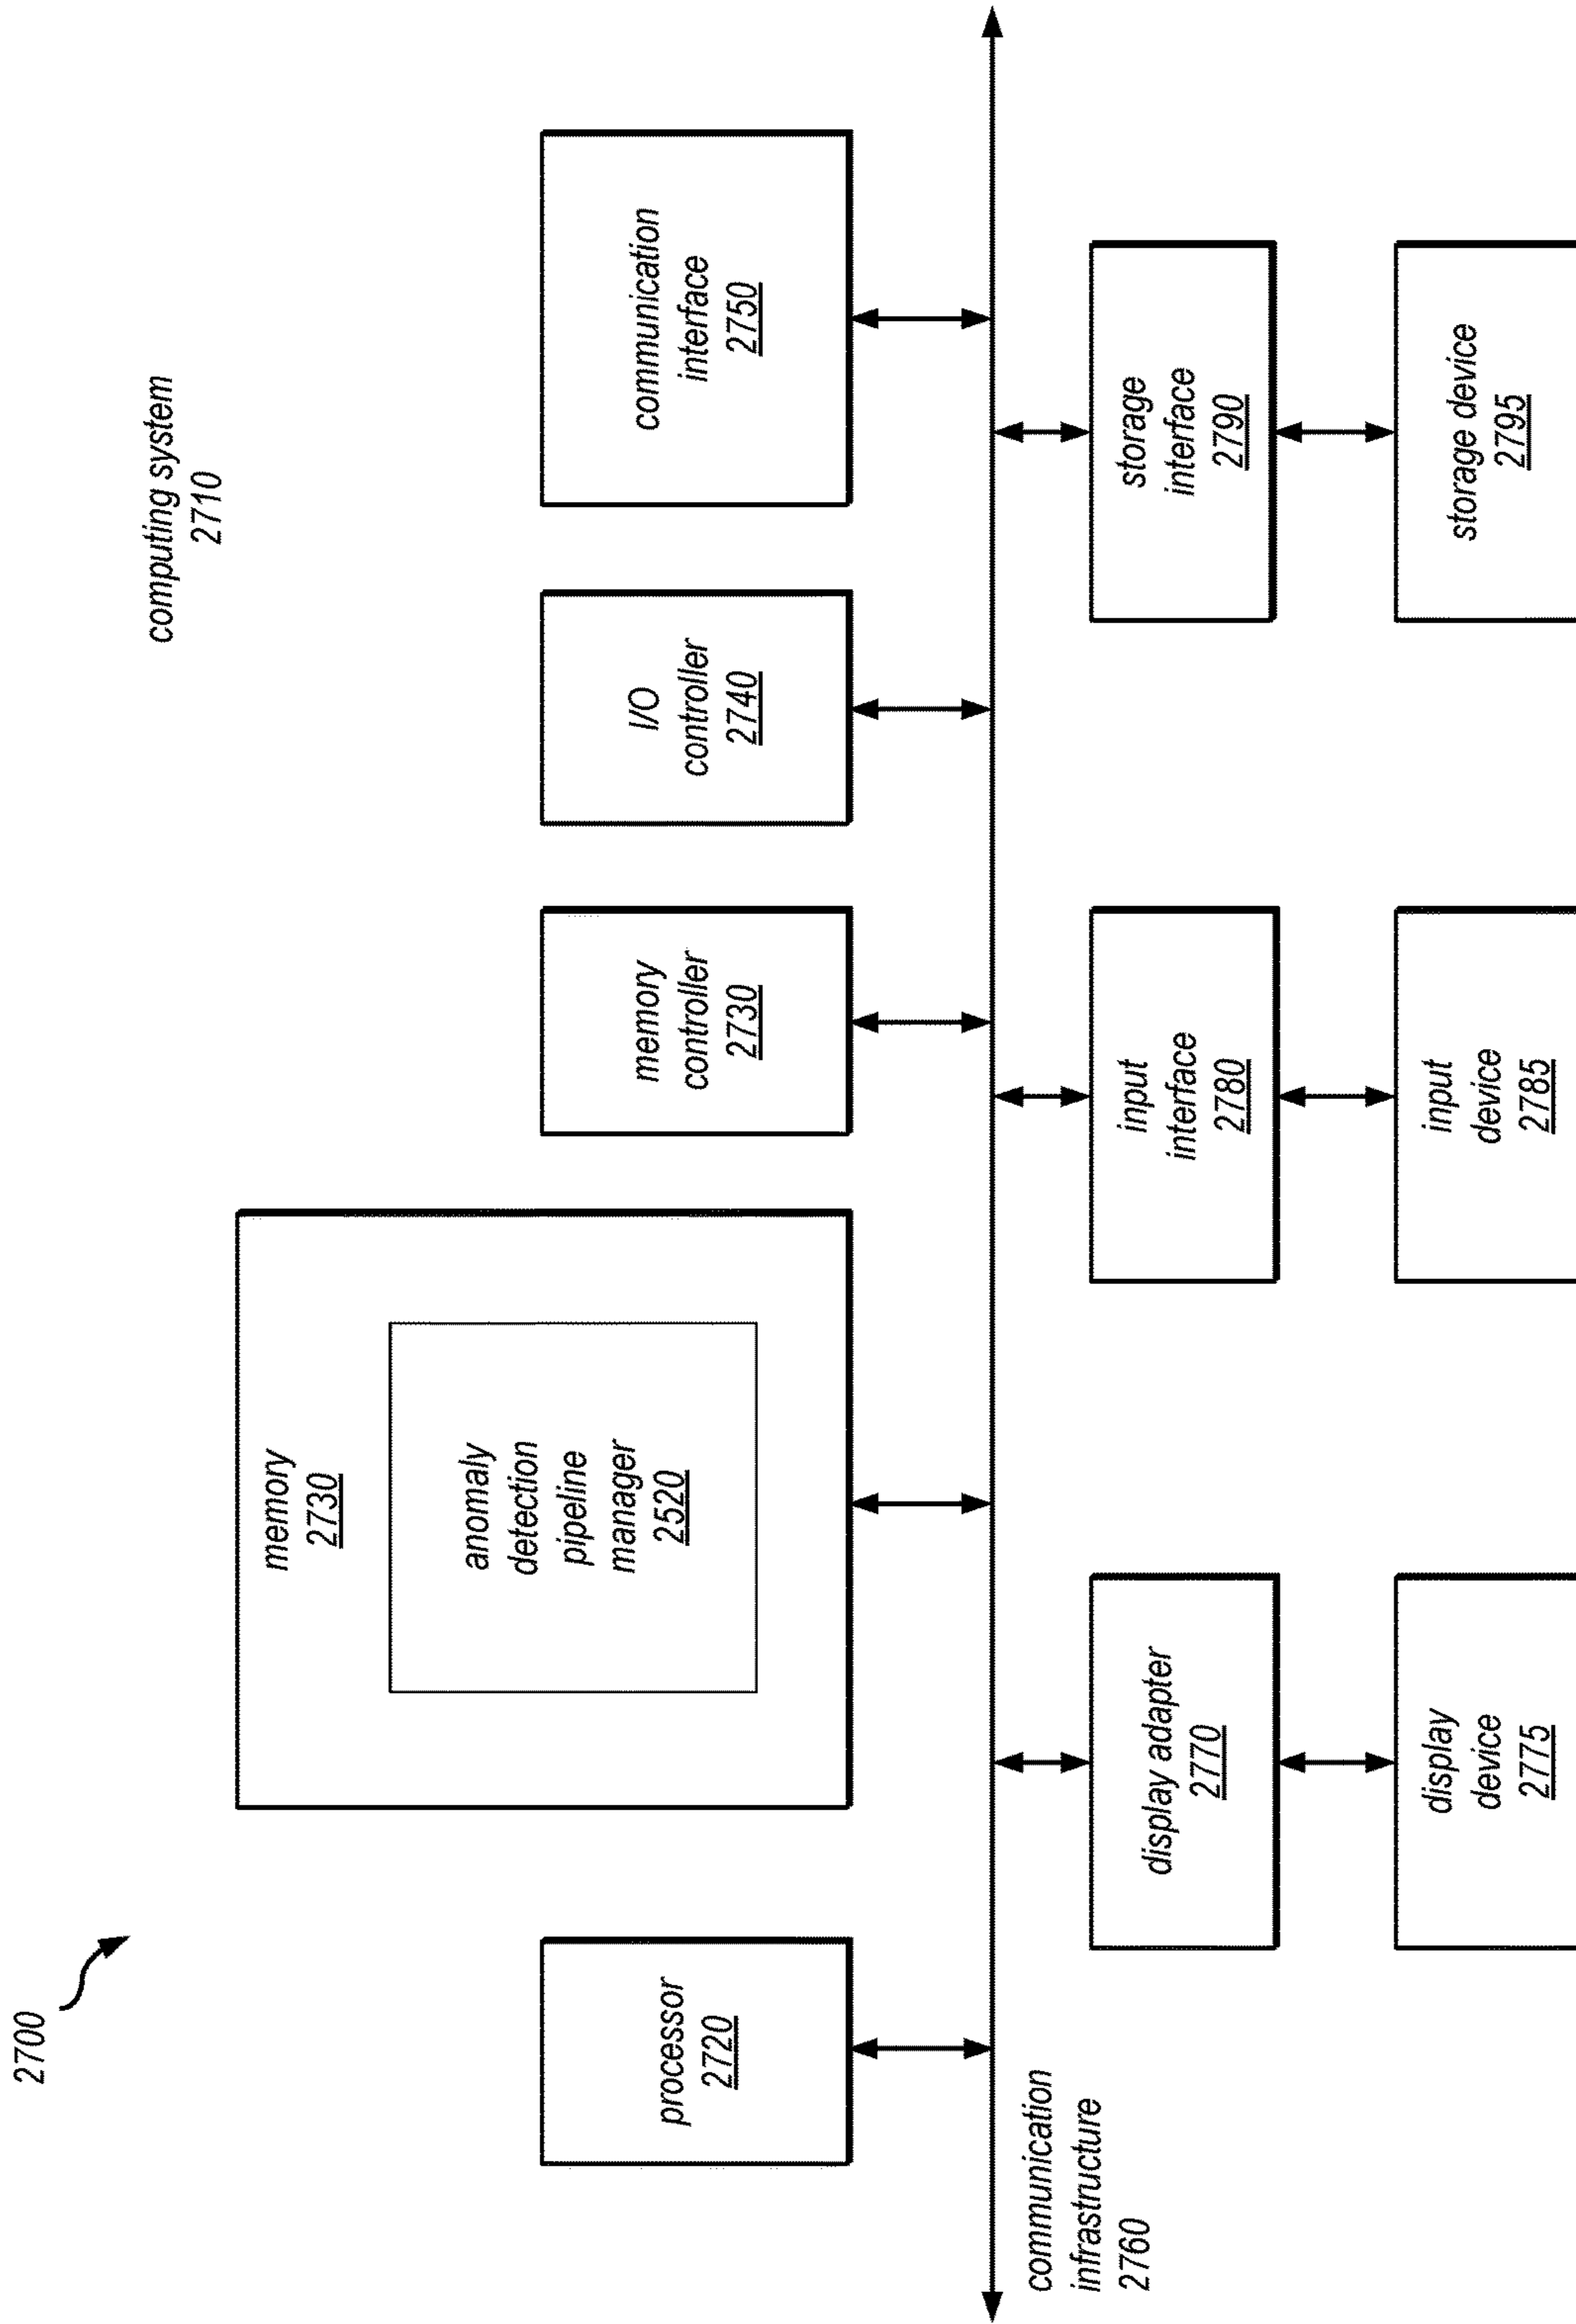 2700
computing system
2710
processor
2720
memory
2730
anomaly
detection
pipeline
manager
2520
memory
controller
2730
I/O
controller
2740
communication
interface
2750
communication
infrastructure
2760
display adapter
2770
input
interface
2780
storage
interface
2790
display
device
2775
input
device
2785
storage device
2795